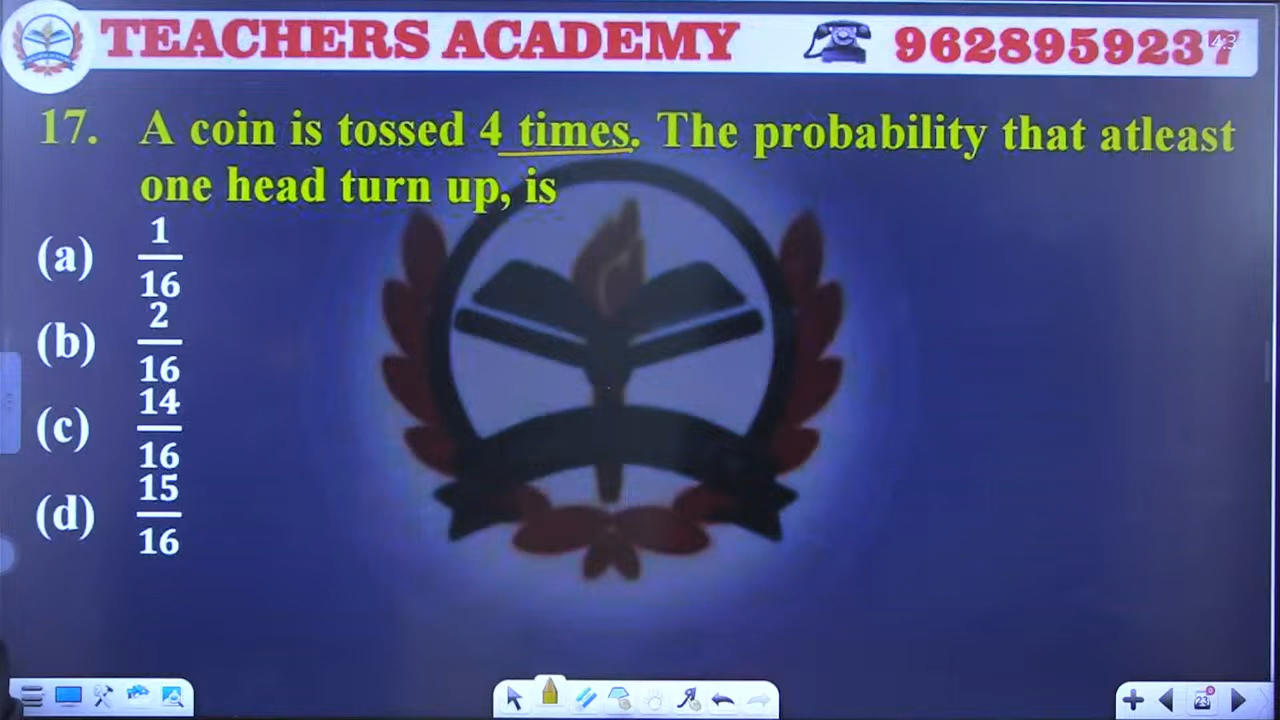 TEACHERS ACADEMY 9628959237
17. A coin is tossed 4 times. The probability that atleast
one head turn up, is
(a) 1/16
(b) 2/16
(c) 14/16
(d) 15/16
23